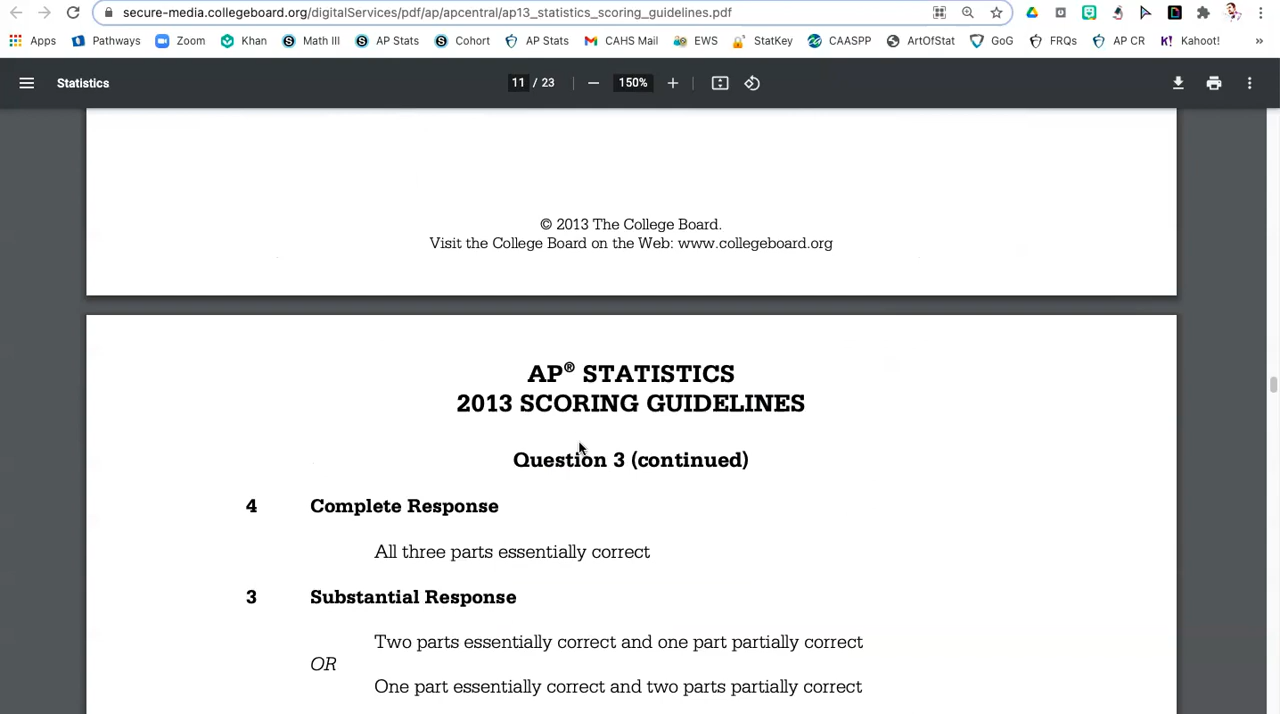 secure-media.collegeboard.org/digitalServices/pdf/ap/apcentral/ap13_statistics_scoring_guidelines.pdf
Apps Pathways Zoom Khan Math III AP Stats Cohort AP Stats CAHS Mail EWS StatKey CAASPP ArtOfStat GoG FRQs AP CR K! Kahoot! »
Statistics 11 / 23 − 150% +
© 2013 The College Board.
Visit the College Board on the Web: www.collegeboard.org
AP® STATISTICS
2013 SCORING GUIDELINES
Question 3 (continued)
4 Complete Response
All three parts essentially correct
3 Substantial Response
Two parts essentially correct and one part partially correct
OR
One part essentially correct and two parts partially correct